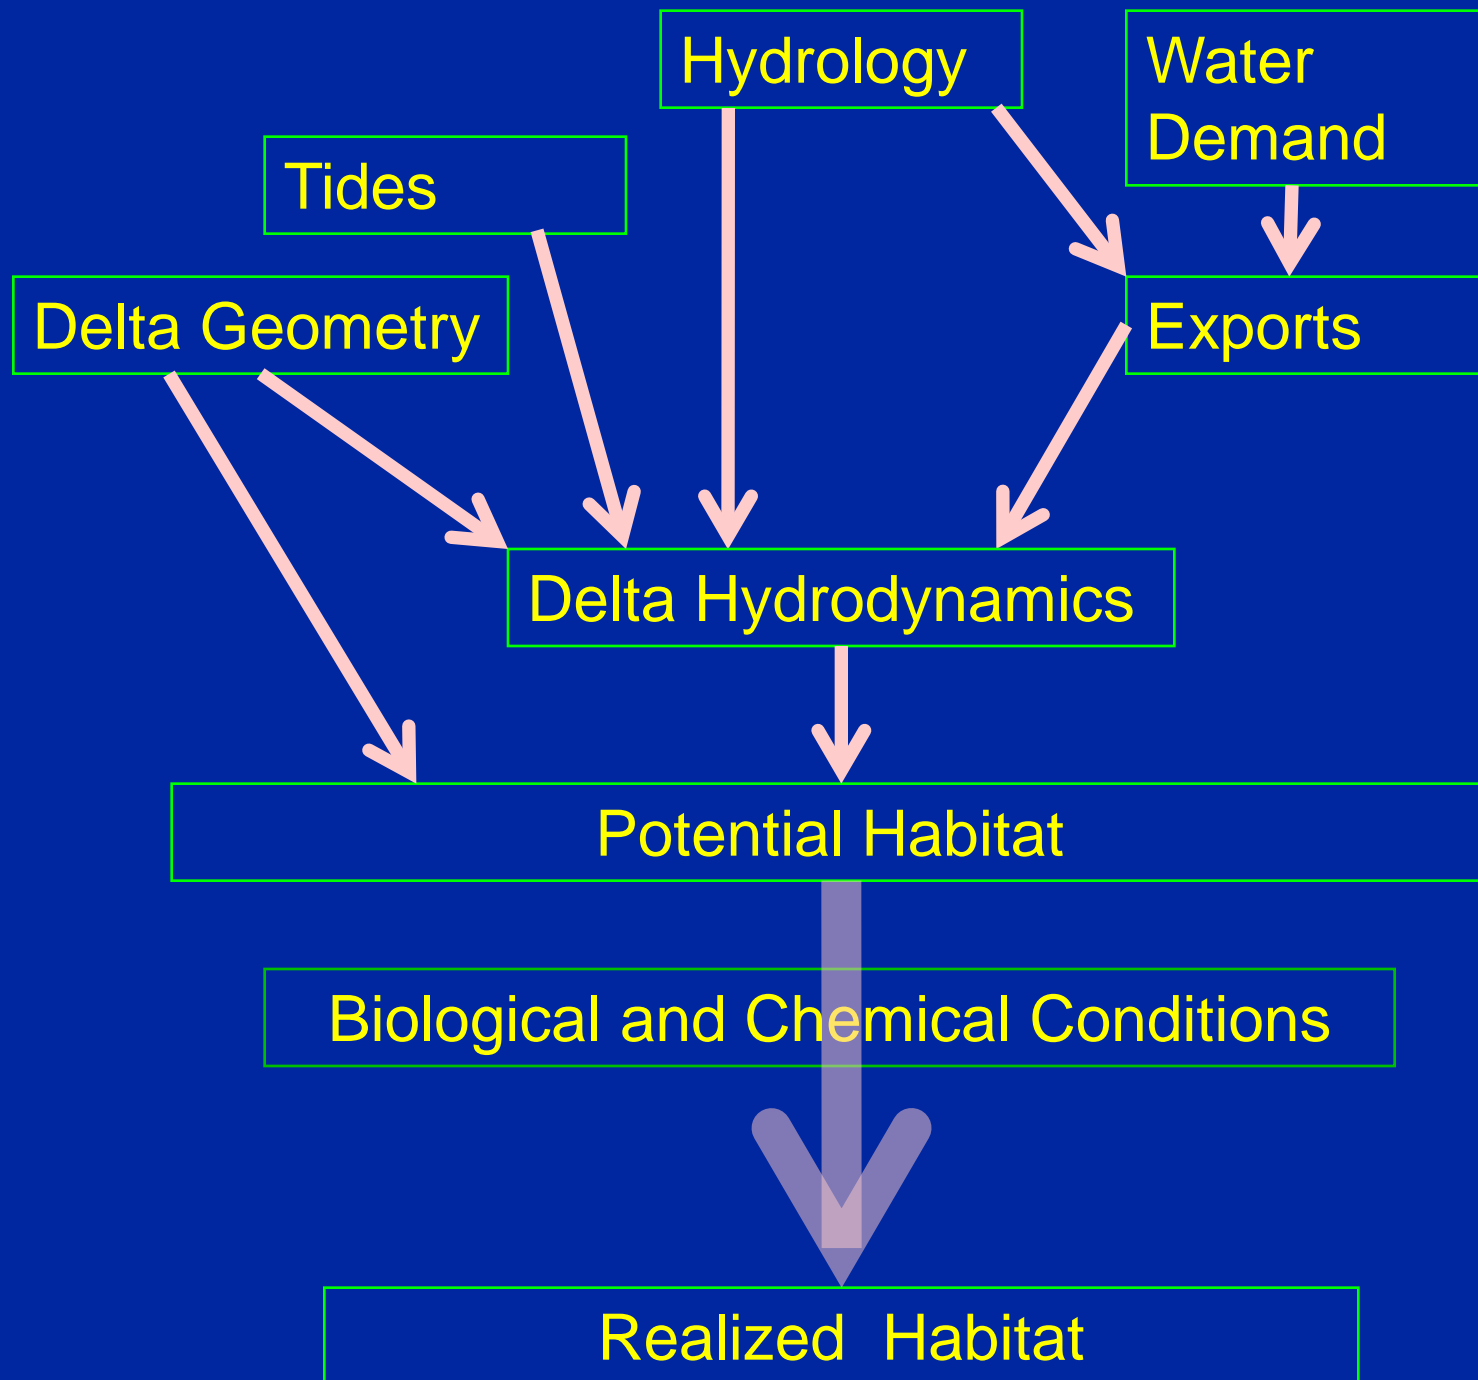 Hydrology
Water
Demand
Tides
Delta Geometry
Exports
Delta Hydrodynamics
Potential Habitat
Biological and Chemical Conditions
Realized Habitat